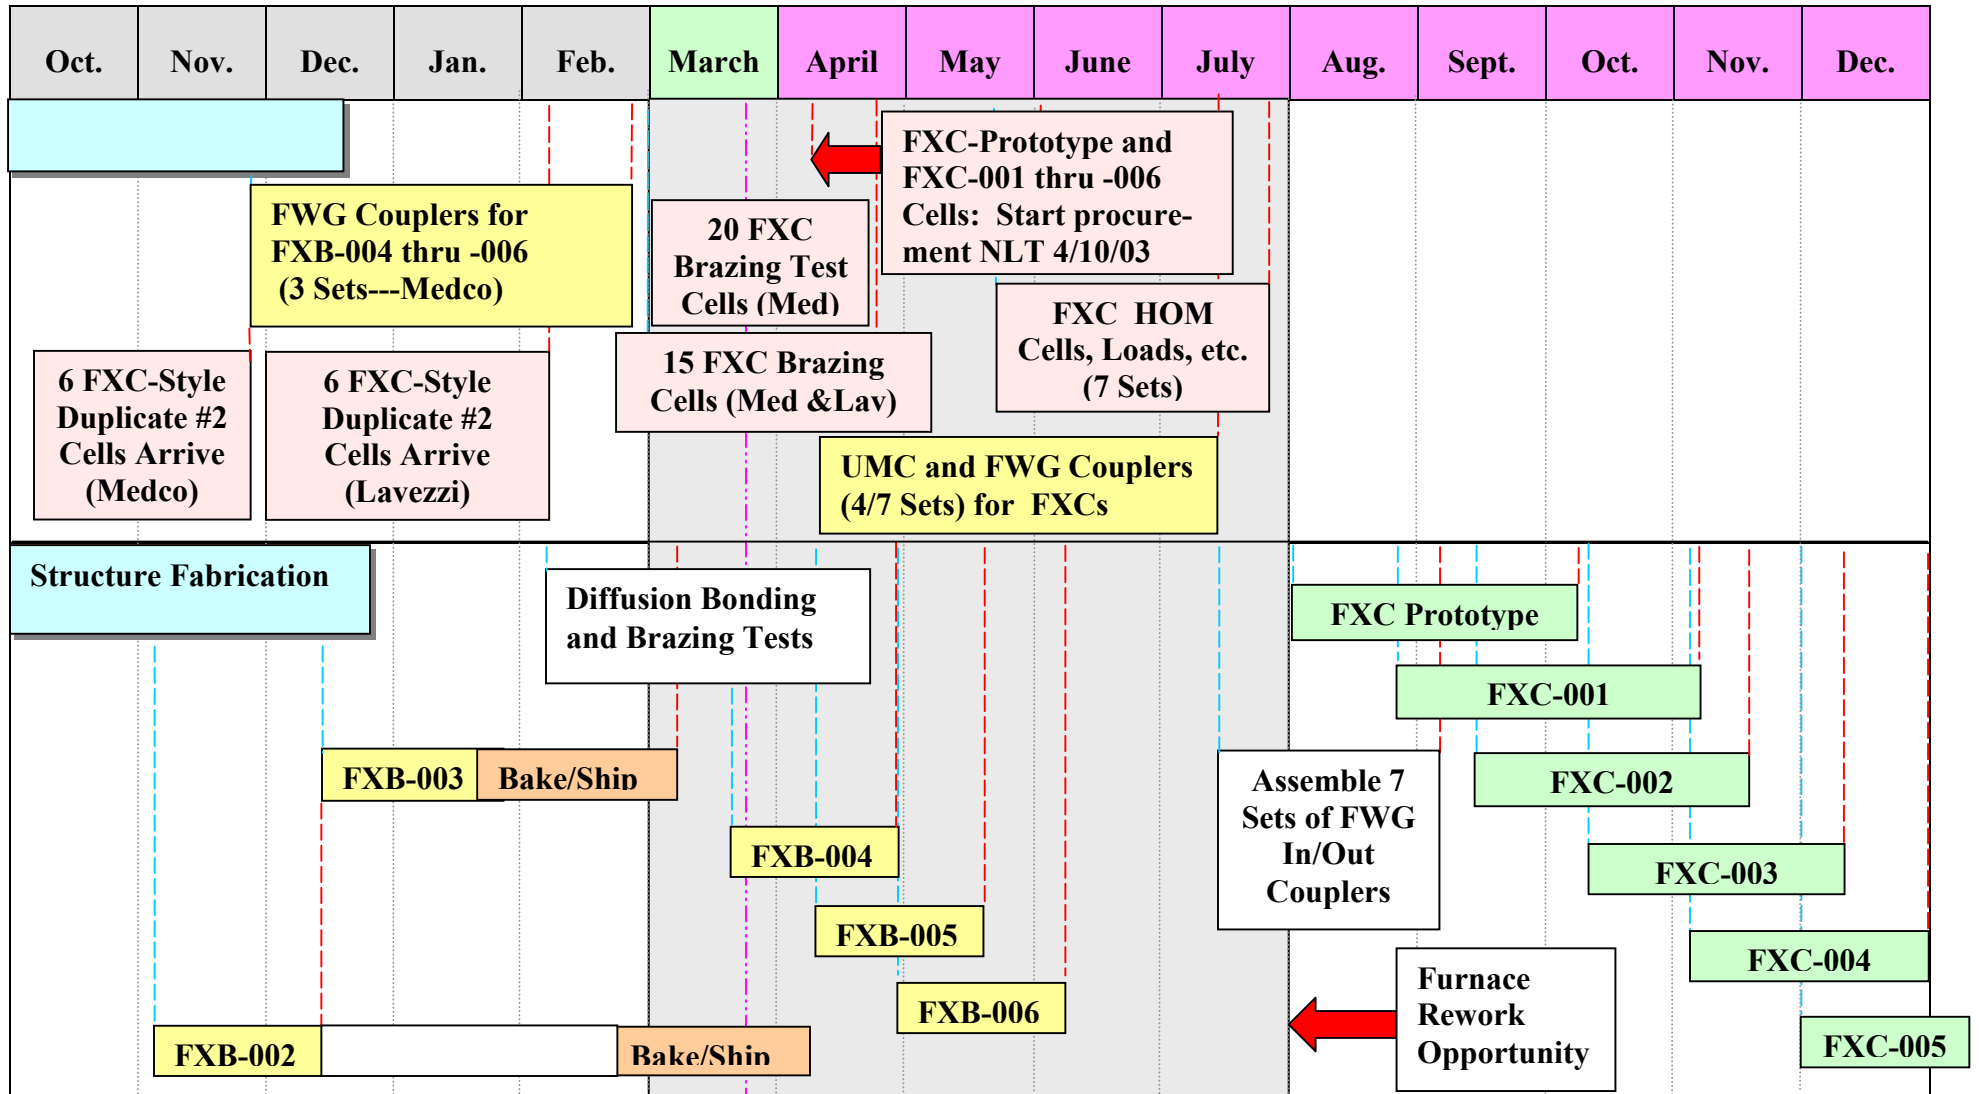 Oct.
Nov.
Dec.
Jan.
Feb.
March
April
May
June
July
Aug.
Sept.
Oct.
Nov.
Dec.
FWG Couplers for
FXB-004 thru -006
(3 Sets---Medco)
20 FXC
Brazing Test
Cells (Med)
FXC-Prototype and
FXC-001 thru -006
Cells: Start procure-
ment NLT 4/10/03
6 FXC-Style
Duplicate #2
Cells Arrive
(Medco)
6 FXC-Style
Duplicate #2
Cells Arrive
(Lavezzi)
15 FXC Brazing
Cells (Med &Lav)
FXC HOM
Cells, Loads, etc.
(7 Sets)
UMC and FWG Couplers
(4/7 Sets) for FXCs
Structure Fabrication
Diffusion Bonding
and Brazing Tests
FXC Prototype
FXC-001
FXB-003
Bake/Ship
Assemble 7
Sets of FWG
In/Out
Couplers
FXC-002
FXB-004
FXC-003
FXB-005
FXC-004
FXB-006
Furnace
Rework
Opportunity
FXB-002
Bake/Ship
FXC-005